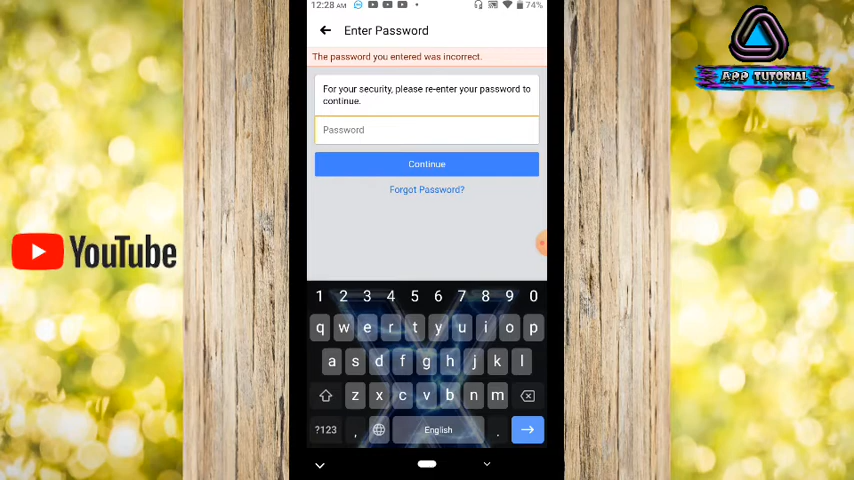 12:28 AM
74%
Enter Password
The password you entered was incorrect.
For your security, please re-enter your password to
continue.
Password
Continue
Forgot Password?
1 2 3 4 5 6 7 8 9 0
q w e r t y u i o p
a s d f g h j k l
z x c v b n m
?123 , English .
YouTube
APP TUTORIAL